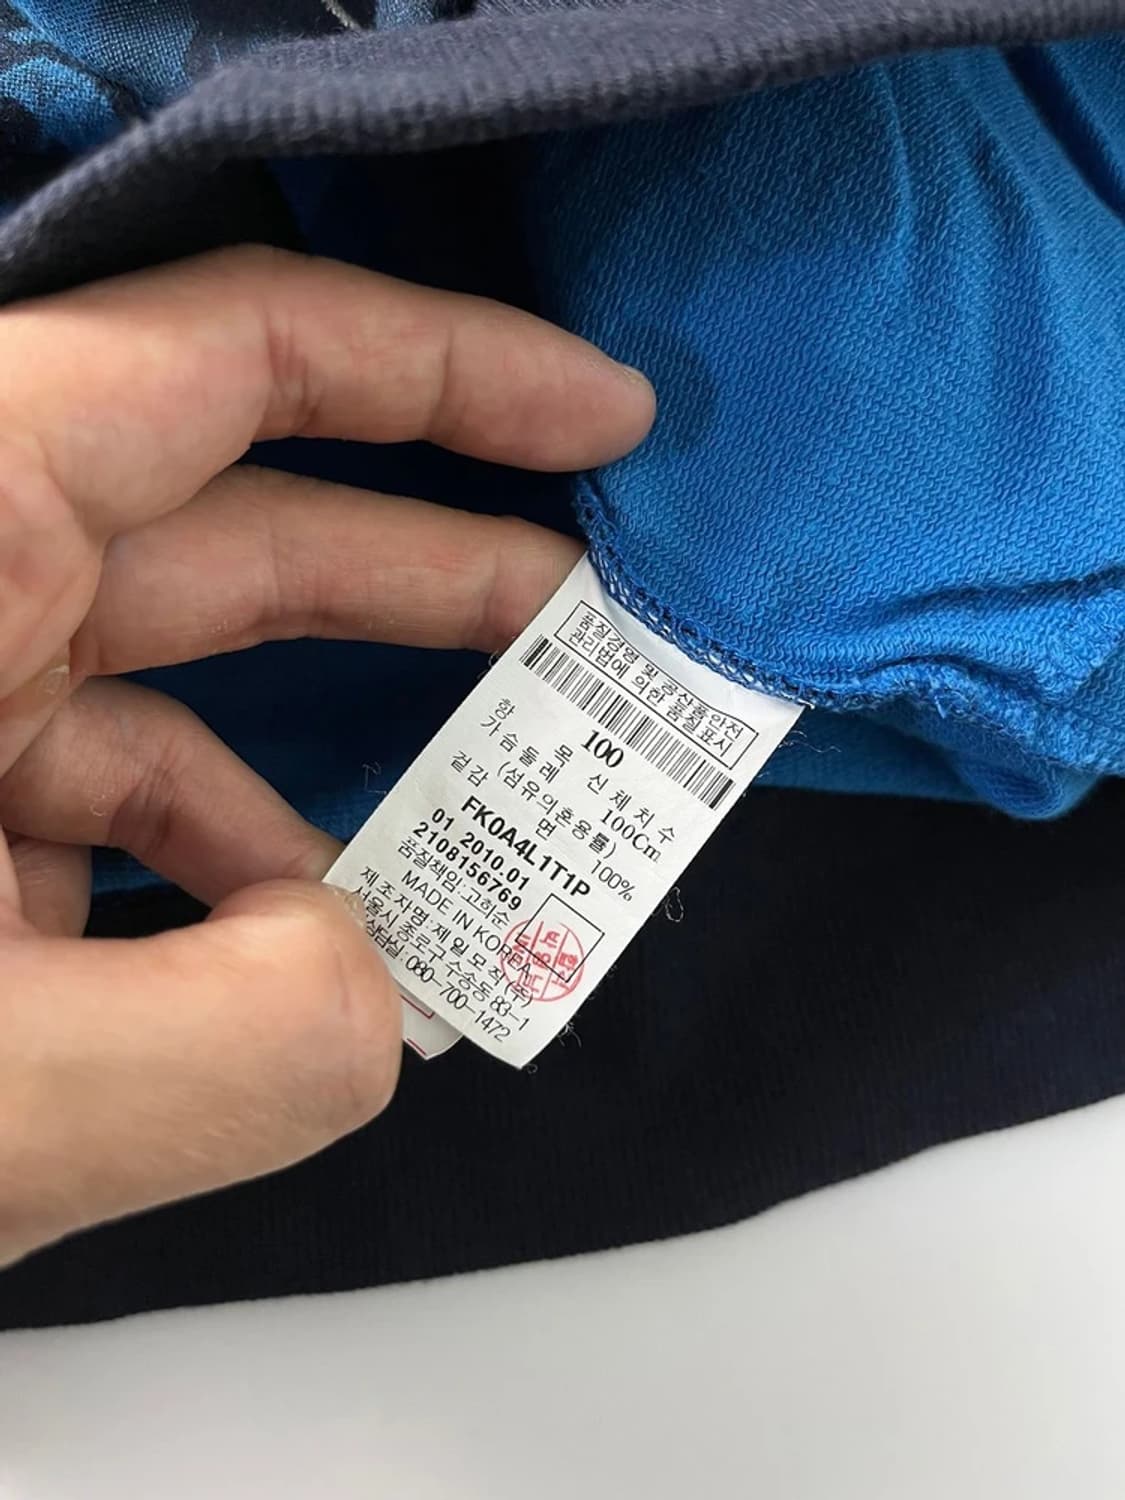 품질경영 및 공산품안전
관리법에 의한 품질표시
100
항 목 신 체 치 수
가 슴 둘 레 100Cm
겉감 (섬유의혼용률)
면 100%
FK0A4L1T1P
01 2010.01
2108156769
품질책임:고희순
MADE IN KOREA
제 조 자 명: 제 일 모 직 (주)
서울시 종로구 수송동 83-1
상담실: 080-700-1472